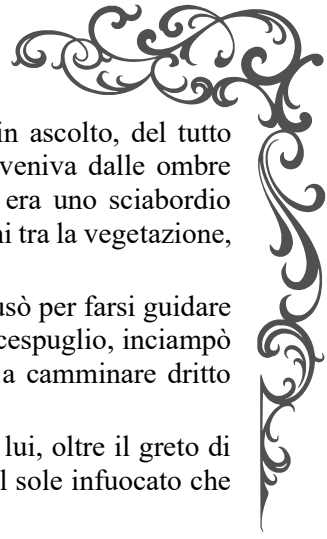 in ascolto, del tutto
veniva dalle ombre
era uno sciabordio
tra la vegetazione,
usò per farsi guidare
cespuglio, inciampò
a camminare dritto
lui, oltre il greto di
sole infuocato che